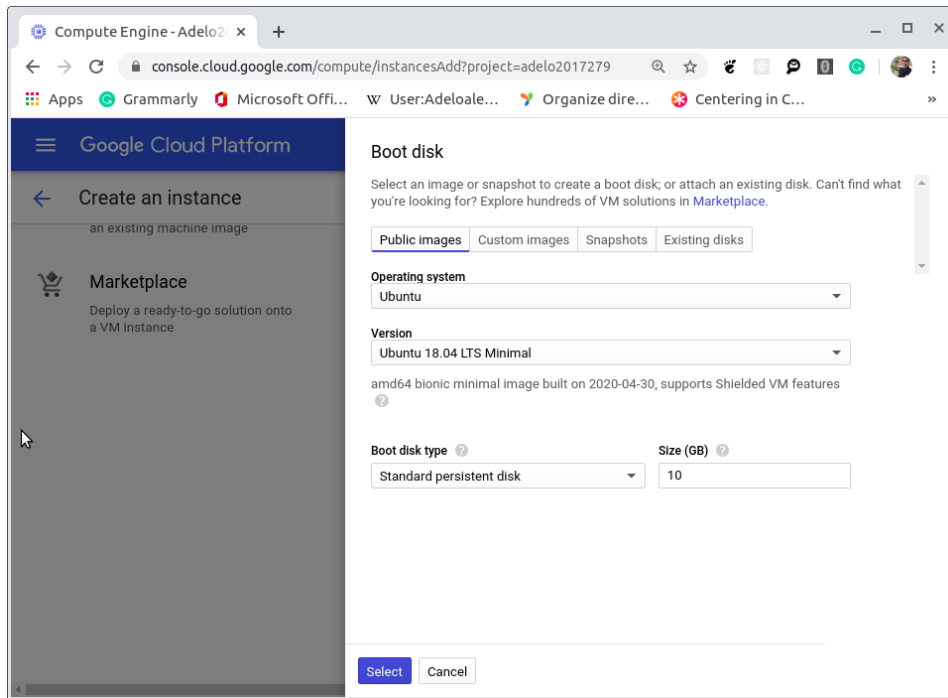 Compute Engine - Adelo2
console.cloud.google.com/compute/instancesAdd?project=adelo2017279
Apps
Grammarly
Microsoft Offi...
W User:Adeloale...
Organize dire...
Centering in C...
»
Google Cloud Platform
Create an instance
an existing machine image
Marketplace
Deploy a ready-to-go solution onto
a VM instance
Boot disk
Select an image or snapshot to create a boot disk; or attach an existing disk. Can't find what
you're looking for? Explore hundreds of VM solutions in Marketplace.
Public images
Custom images
Snapshots
Existing disks
Operating system
Ubuntu
Version
Ubuntu 18.04 LTS Minimal
amd64 bionic minimal image built on 2020-04-30, supports Shielded VM features
?
Boot disk type ?
Size (GB) ?
Standard persistent disk
10
Select
Cancel